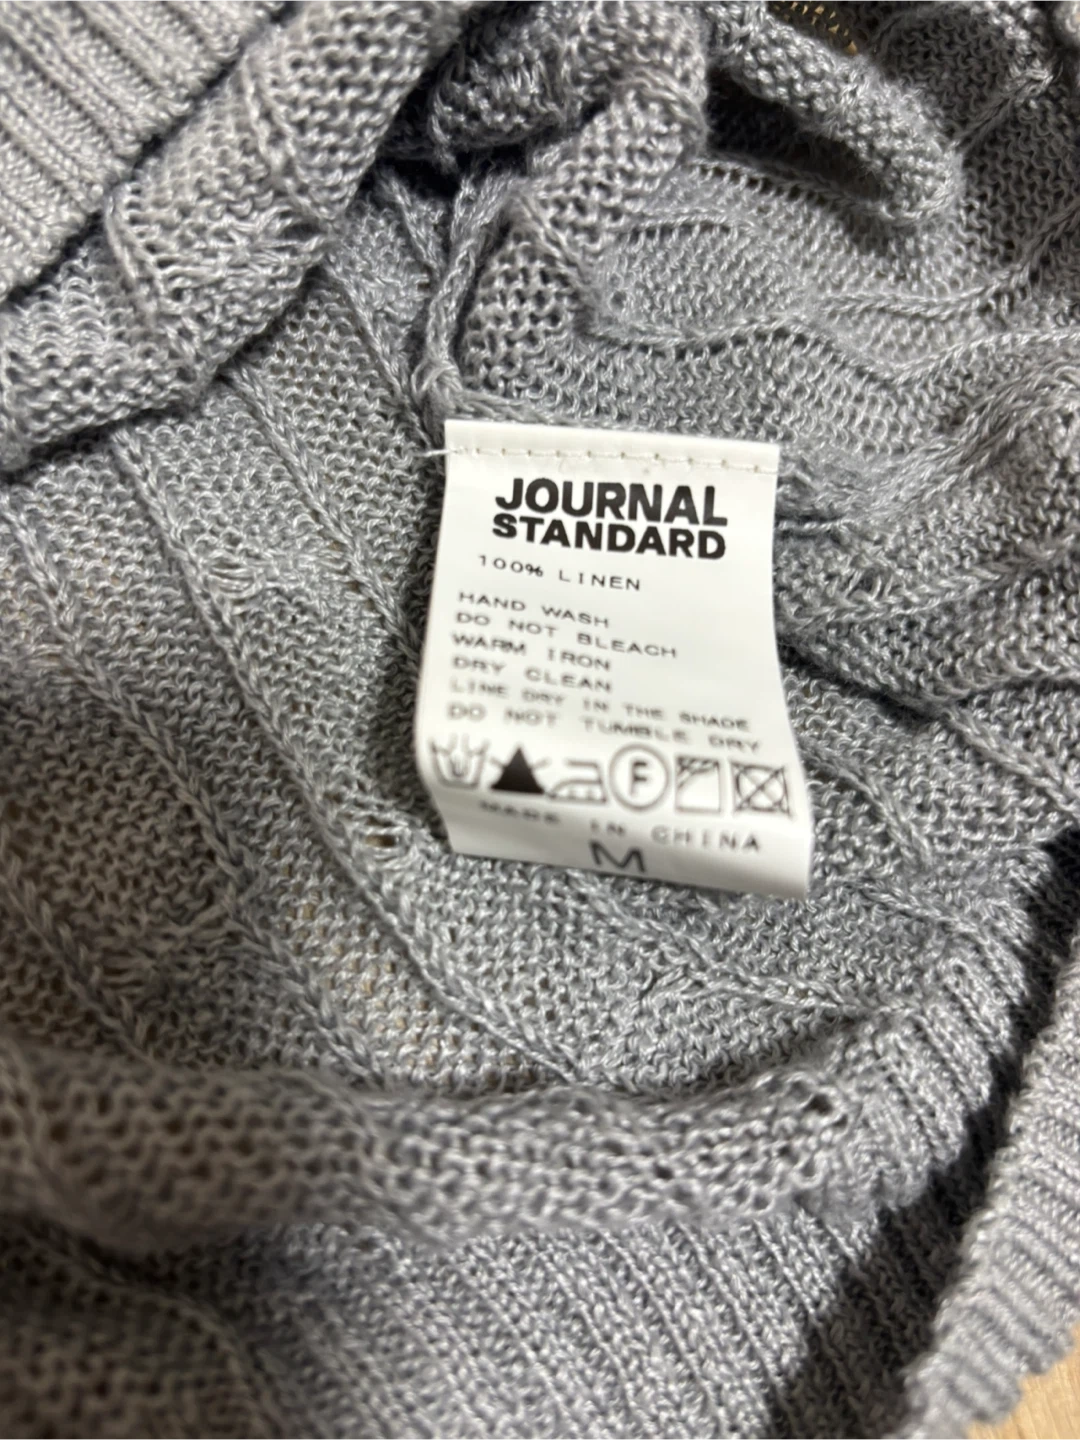 JOURNAL
STANDARD
100% LINEN
HAND WASH
DO NOT BLEACH
WARM IRON
DRY CLEAN
LINE DRY IN THE SHADE
DO NOT TUMBLE DRY
F
MADE IN CHINA
M